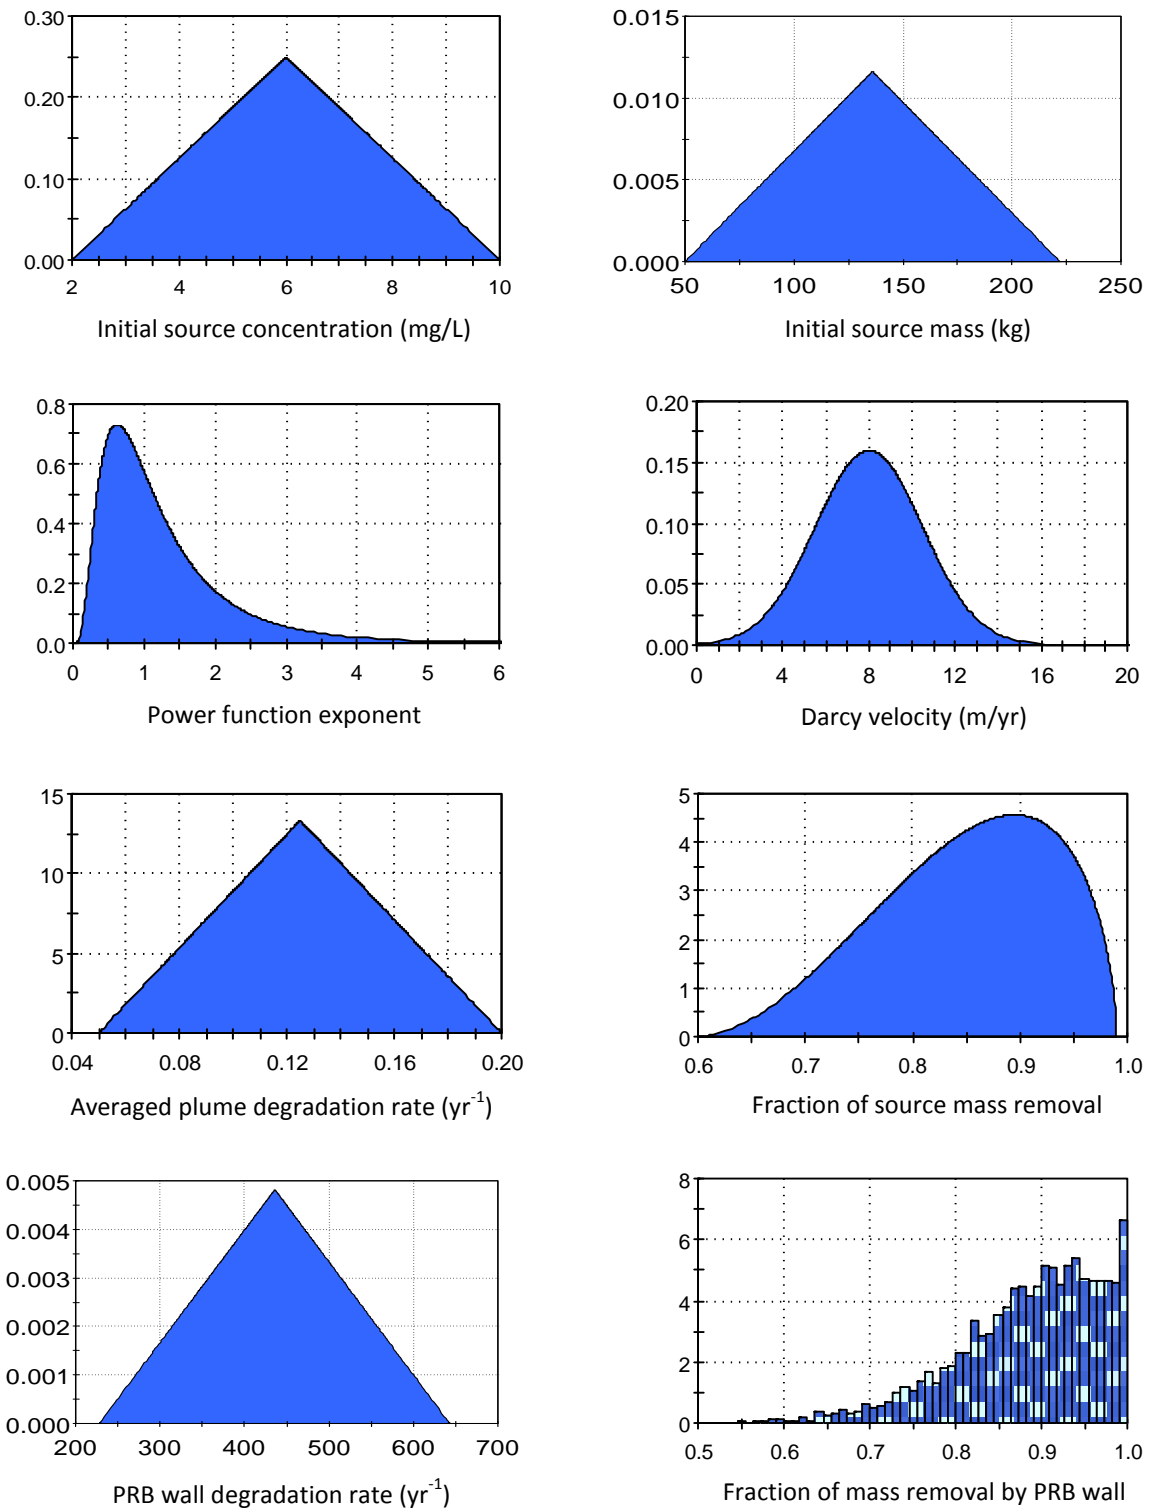 0.30
0.20
0.10
0.00
2 4 6 8 10
Initial source concentration (mg/L)
0.015
0.010
0.005
0.000
50 100 150 200 250
Initial source mass (kg)
0.8
0.6
0.4
0.2
0.0
0 1 2 3 4 5 6
Power function exponent
0.20
0.15
0.10
0.05
0.00
0 4 8 12 16 20
Darcy velocity (m/yr)
15
10
5
0
0.04 0.08 0.12 0.16 0.20
Averaged plume degradation rate (yr⁻¹)
5
4
3
2
1
0
0.6 0.7 0.8 0.9 1.0
Fraction of source mass removal
0.005
0.004
0.003
0.002
0.001
0.000
200 300 400 500 600 700
PRB wall degradation rate (yr⁻¹)
8
6
4
2
0
0.5 0.6 0.7 0.8 0.9 1.0
Fraction of mass removal by PRB wall